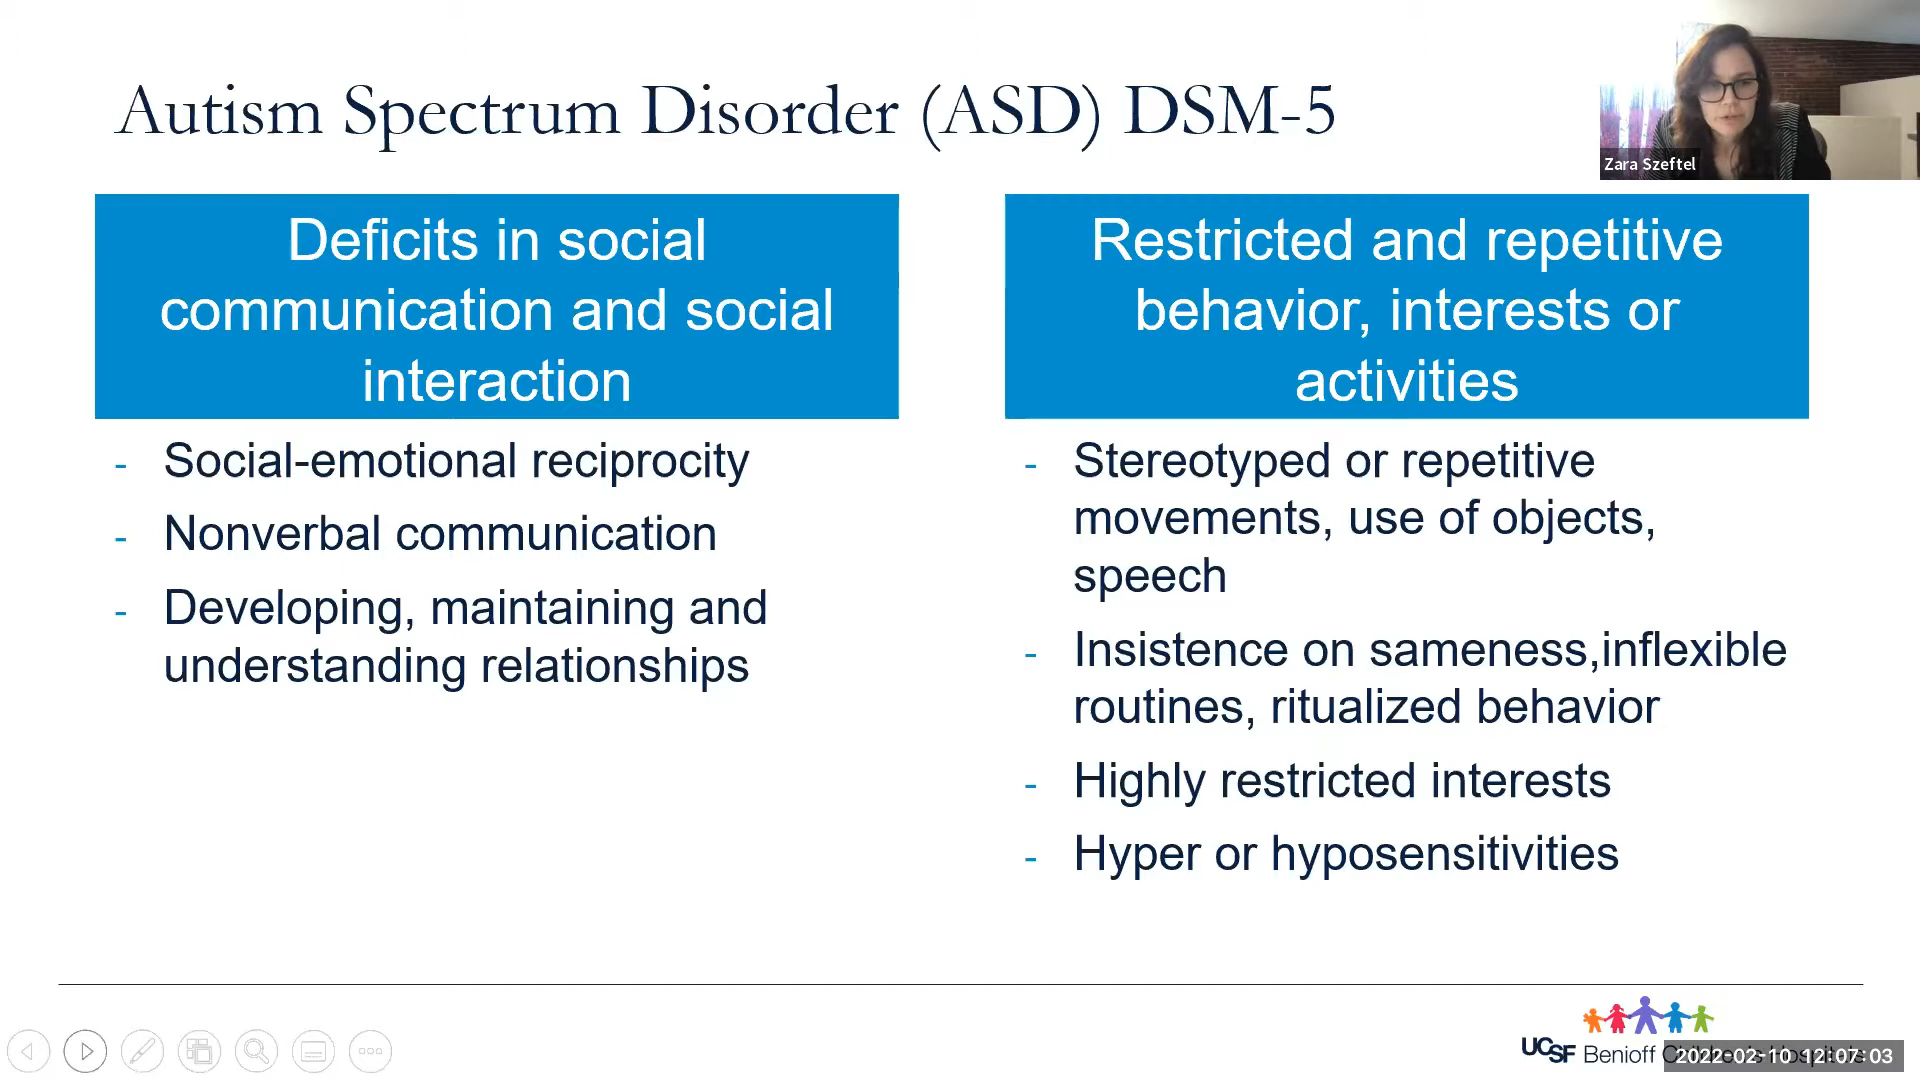 Autism Spectrum Disorder (ASD) DSM-5
Zara Szeftel
Deficits in social
communication and social
interaction
- Social-emotional reciprocity
- Nonverbal communication
- Developing, maintaining and
understanding relationships
Restricted and repetitive
behavior, interests or
activities
- Stereotyped or repetitive
movements, use of objects,
speech
- Insistence on sameness,inflexible
routines, ritualized behavior
- Highly restricted interests
- Hyper or hyposensitivities
UCSF Benioff Children's Hospitals
2022-02-10 12:07:03